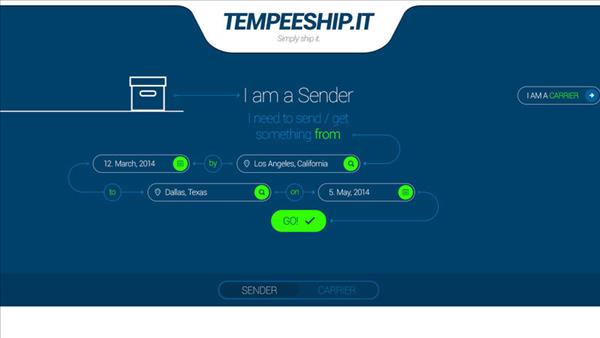 TEMPEESHIP.IT
Simply ship it.
I am a Sender
I AM A CARRIER
I need to send / get
something from
12. March, 2014
by
Los Angeles, California
to
Dallas, Texas
on
5. May, 2014
GO!
SENDER
CARRIER